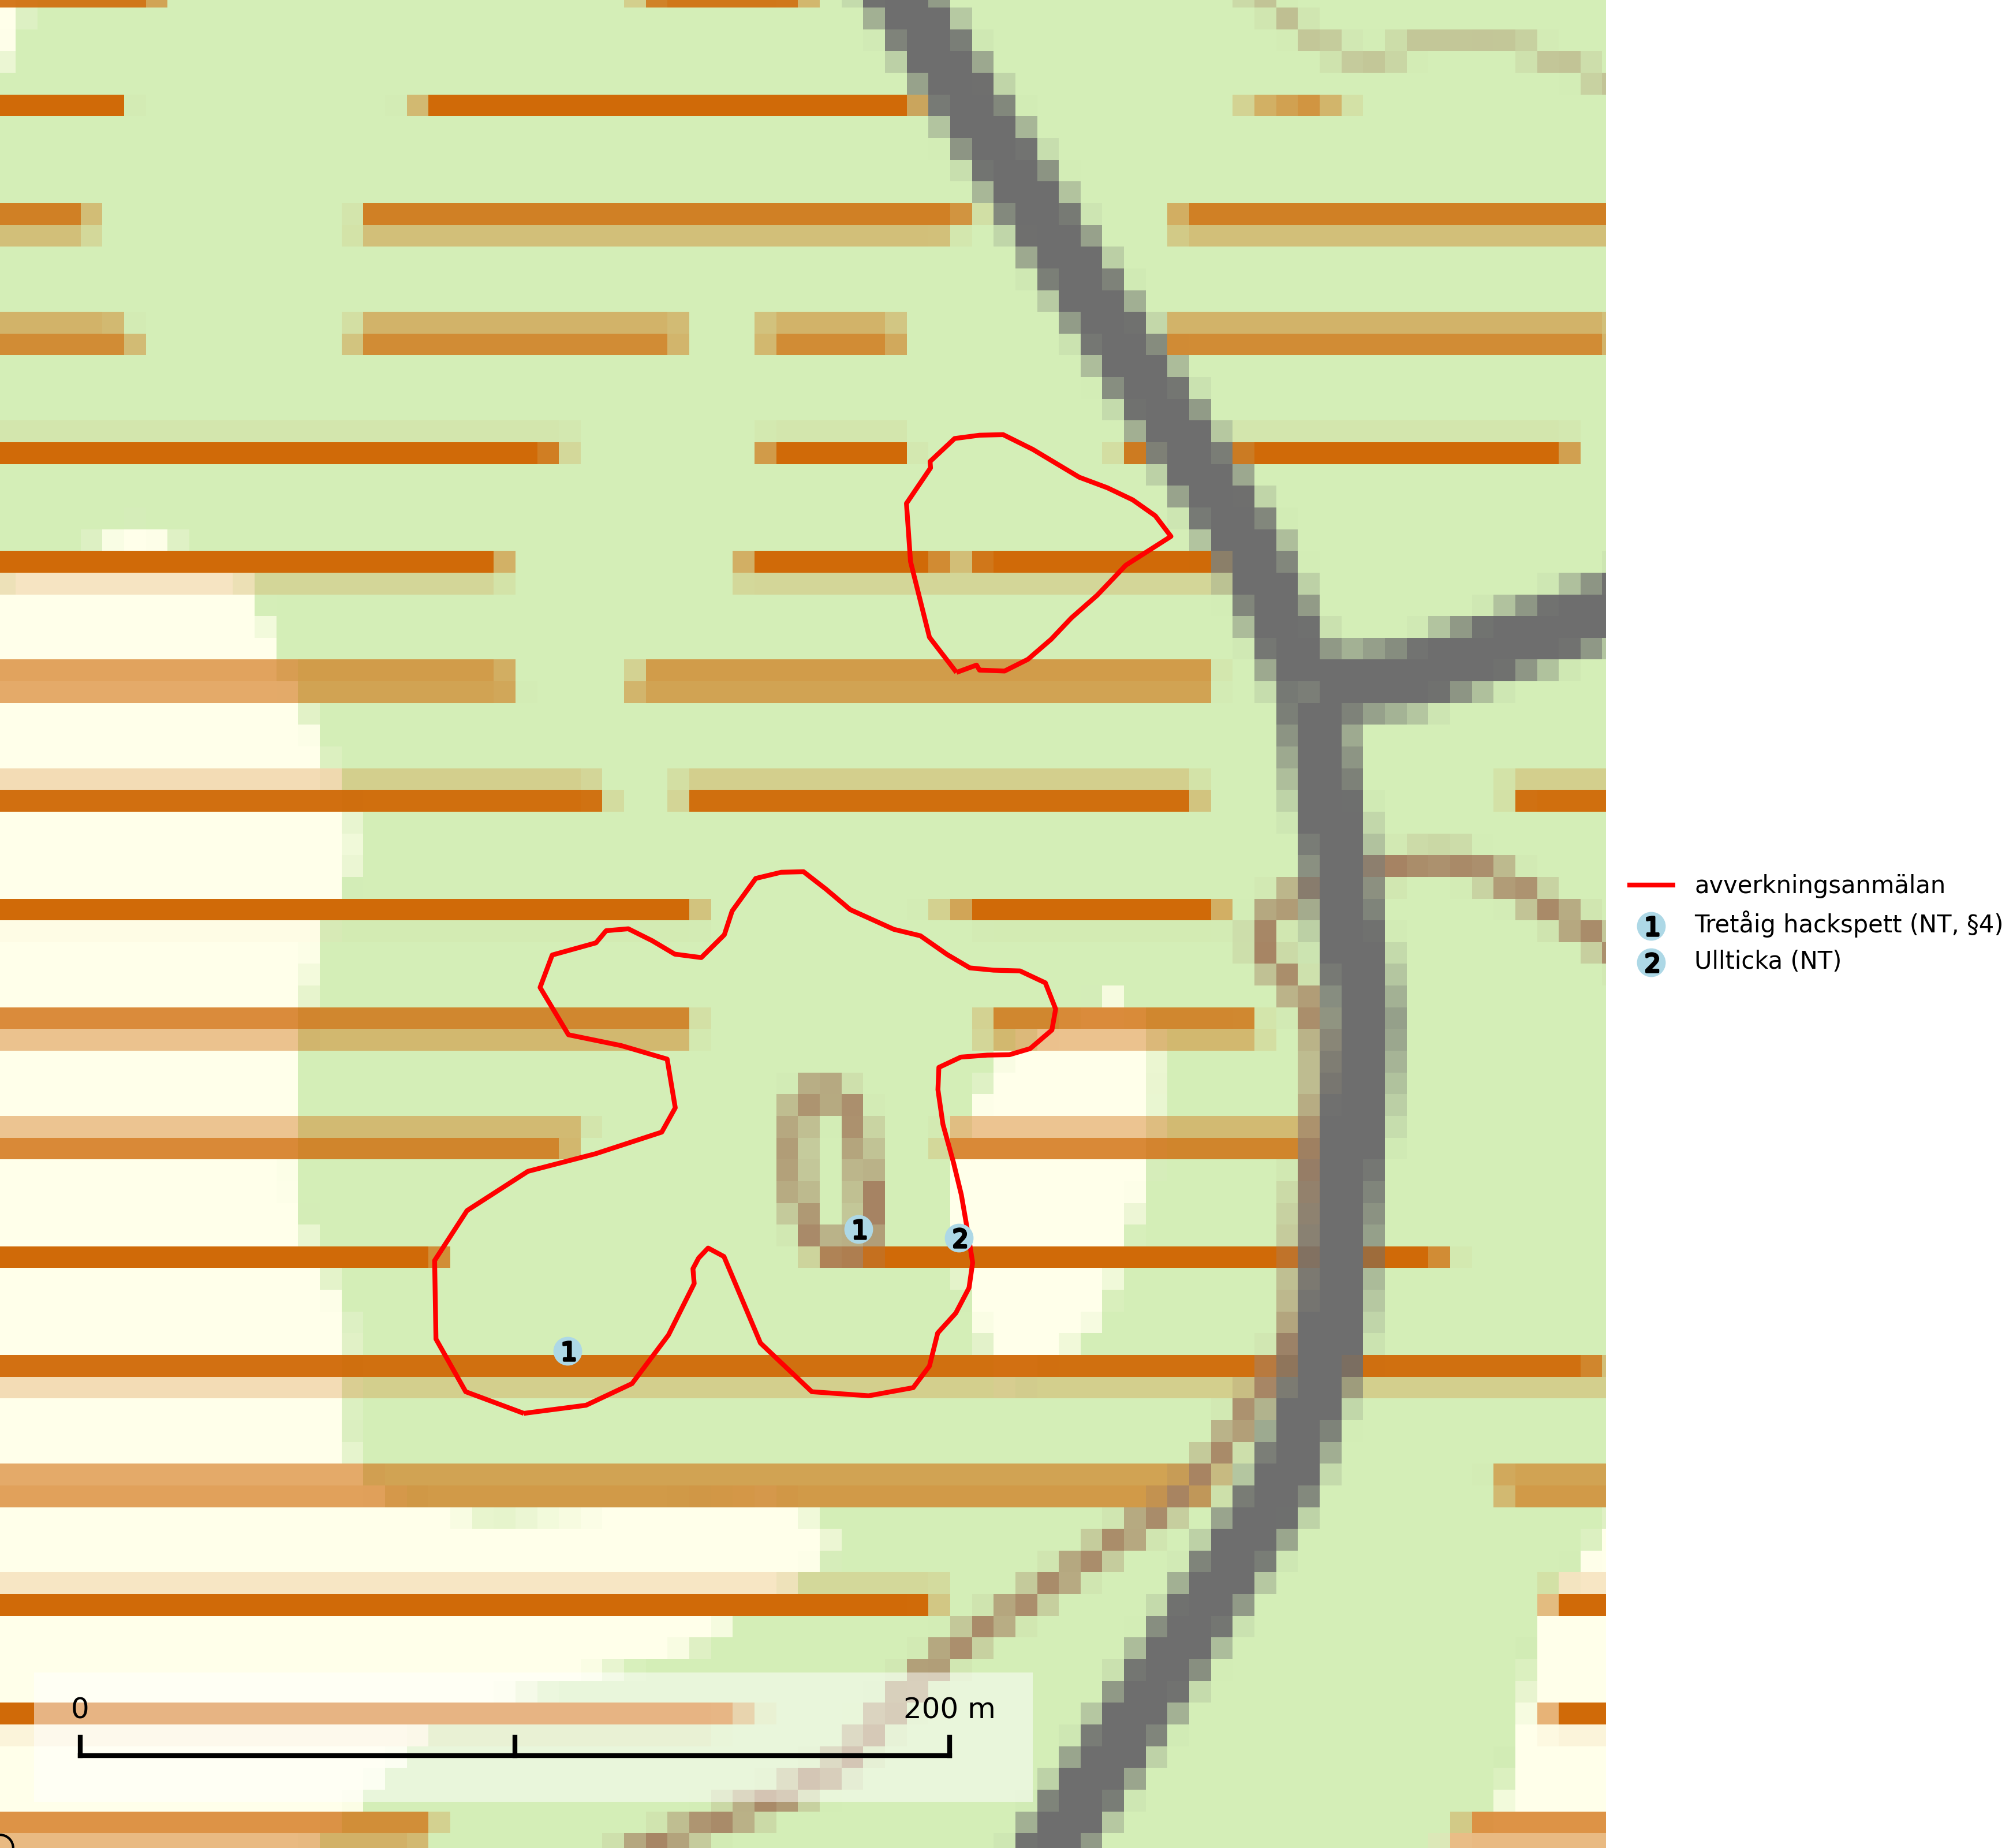 avverkningsanmälan
1 Tretåig hackspett (NT, §4)
2 Ullticka (NT)
1
2
1
0 200 m